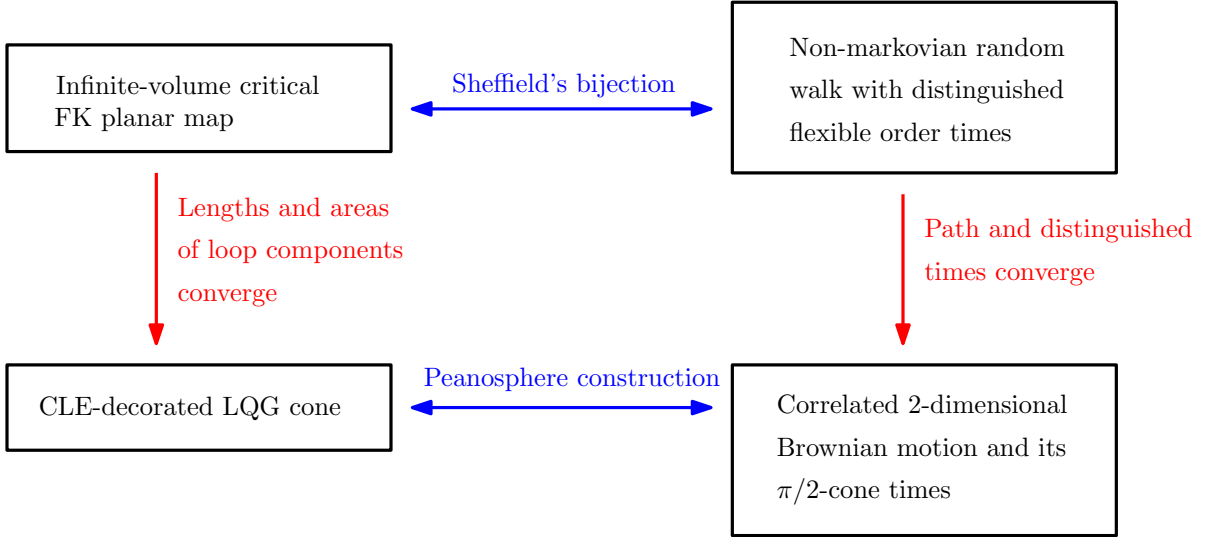 Infinite-volume critical
FK planar map
Sheffield's bijection
Non-markovian random
walk with distinguished
flexible order times
Lengths and areas
of loop components
converge
Path and distinguished
times converge
CLE-decorated LQG cone
Peanosphere construction
Correlated 2-dimensional
Brownian motion and its
π/2-cone times